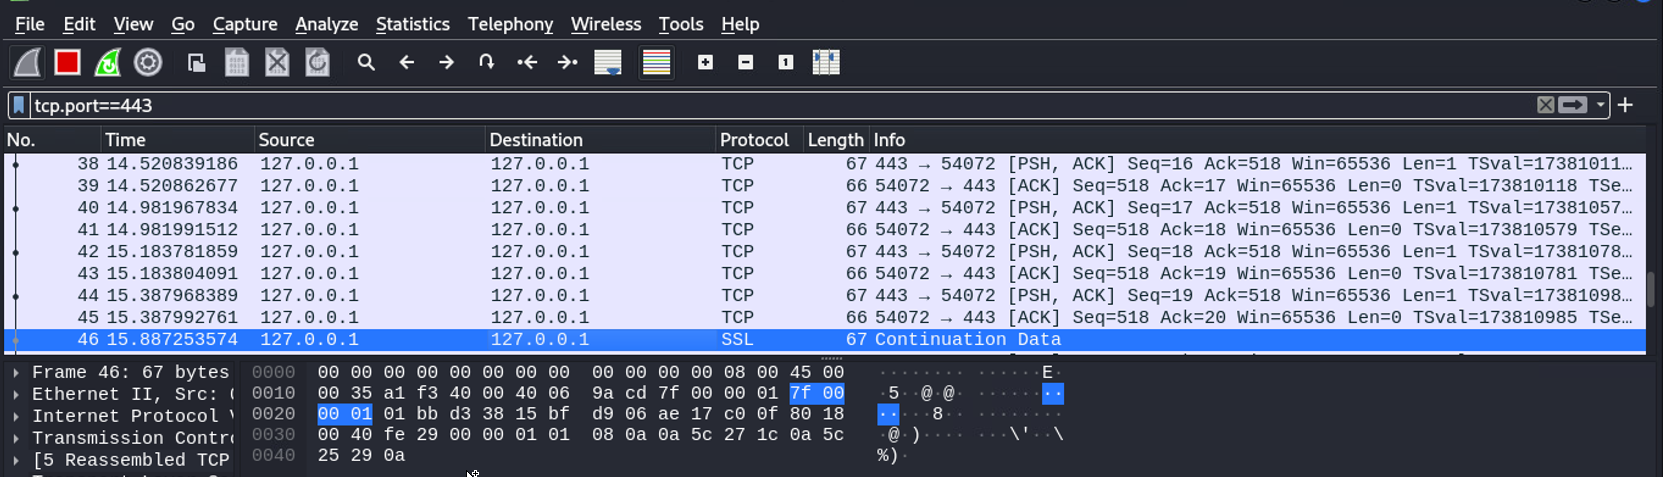 File Edit View Go Capture Analyze Statistics Telephony Wireless Tools Help
tcp.port==443
No. Time Source Destination Protocol Length Info
38 14.520839186 127.0.0.1 127.0.0.1 TCP 67 443 → 54072 [PSH, ACK] Seq=16 Ack=518 Win=65536 Len=1 TSval=17381011…
39 14.520862677 127.0.0.1 127.0.0.1 TCP 66 54072 → 443 [ACK] Seq=518 Ack=17 Win=65536 Len=0 TSval=173810118 TSe…
40 14.981967834 127.0.0.1 127.0.0.1 TCP 67 443 → 54072 [PSH, ACK] Seq=17 Ack=518 Win=65536 Len=1 TSval=17381057…
41 14.981991512 127.0.0.1 127.0.0.1 TCP 66 54072 → 443 [ACK] Seq=518 Ack=18 Win=65536 Len=0 TSval=173810579 TSe…
42 15.183781859 127.0.0.1 127.0.0.1 TCP 67 443 → 54072 [PSH, ACK] Seq=18 Ack=518 Win=65536 Len=1 TSval=17381078…
43 15.183804091 127.0.0.1 127.0.0.1 TCP 66 54072 → 443 [ACK] Seq=518 Ack=19 Win=65536 Len=0 TSval=173810781 TSe…
44 15.387968389 127.0.0.1 127.0.0.1 TCP 67 443 → 54072 [PSH, ACK] Seq=19 Ack=518 Win=65536 Len=1 TSval=17381098…
45 15.387992761 127.0.0.1 127.0.0.1 TCP 66 54072 → 443 [ACK] Seq=518 Ack=20 Win=65536 Len=0 TSval=173810985 TSe…
46 15.887253574 127.0.0.1 127.0.0.1 SSL 67 Continuation Data
Frame 46: 67 bytes
Ethernet II, Src: (
Internet Protocol V
Transmission Contro
[5 Reassembled TCP
0000 00 00 00 00 00 00 00 00 00 00 00 00 08 00 45 00 ········ ······E·
0010 00 35 a1 f3 40 00 40 06 9a cd 7f 00 00 01 7f 00 ·5··@·@· ········
0020 00 01 01 bb d3 38 15 bf d9 06 ae 17 c0 0f 80 18 ·····8·· ········
0030 00 40 fe 29 00 00 01 01 08 0a 0a 5c 27 1c 0a 5c ·@·)···· ···\'··\
0040 25 29 0a %)·